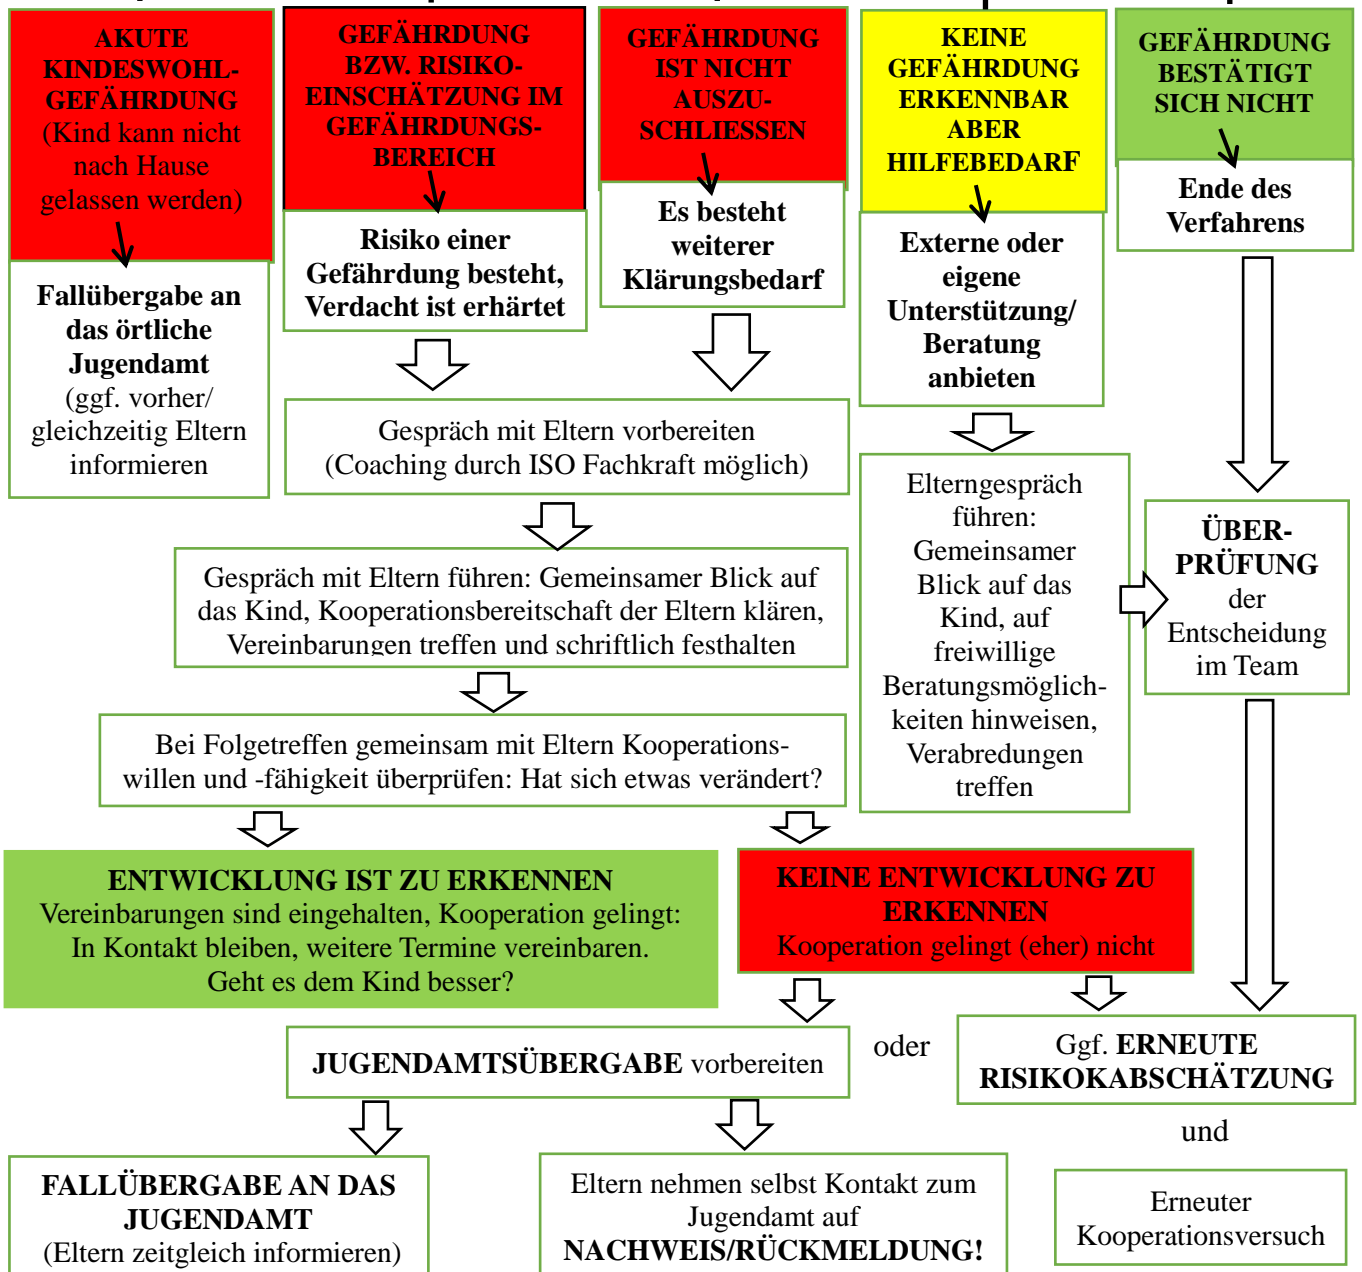 AKUTE
KINDESWOHL-
GEFÄHRDUNG
(Kind kann nicht
nach Hause
gelassen werden)
Fallübergabe an
das örtliche
Jugendamt
(ggf. vorher/
gleichzeitig Eltern
informieren
GEFÄHRDUNG
BZW. RISIKO-
EINSCHÄTZUNG IM
GEFÄHRDUNGS-
BEREICH
Risiko einer
Gefährdung besteht,
Verdacht ist erhärtet
GEFÄHRDUNG
IST NICHT
AUSZU-
SCHLIESSEN
Es besteht
weiterer
Klärungsbedarf
KEINE
GEFÄHRDUNG
ERKENNBAR
ABER
HILFEBEDARF
Externe oder
eigene
Unterstützung/
Beratung
anbieten
GEFÄHRDUNG
BESTÄTIGT
SICH NICHT
Ende des
Verfahrens
Gespräch mit Eltern vorbereiten
(Coaching durch ISO Fachkraft möglich)
Gespräch mit Eltern führen: Gemeinsamer Blick auf
das Kind, Kooperationsbereitschaft der Eltern klären,
Vereinbarungen treffen und schriftlich festhalten
Elterngespräch
führen:
Gemeinsamer
Blick auf das
Kind, auf
freiwillige
Beratungsmöglich-
keiten hinweisen,
Verabredungen
treffen
ÜBER-
PRÜFUNG
der
Entscheidung
im Team
Bei Folgetreffen gemeinsam mit Eltern Kooperations-
willen und -fähigkeit überprüfen: Hat sich etwas verändert?
ENTWICKLUNG IST ZU ERKENNEN
Vereinbarungen sind eingehalten, Kooperation gelingt:
In Kontakt bleiben, weitere Termine vereinbaren.
Geht es dem Kind besser?
KEINE ENTWICKLUNG ZU
ERKENNEN
Kooperation gelingt (eher) nicht
JUGENDAMTSÜBERGABE vorbereiten
oder
Ggf. ERNEUTE
RISIKOKABSCHÄTZUNG
und
FALLÜBERGABE AN DAS
JUGENDAMT
(Eltern zeitgleich informieren)
Eltern nehmen selbst Kontakt zum
Jugendamt auf
NACHWEIS/RÜCKMELDUNG!
Erneuter
Kooperationsversuch